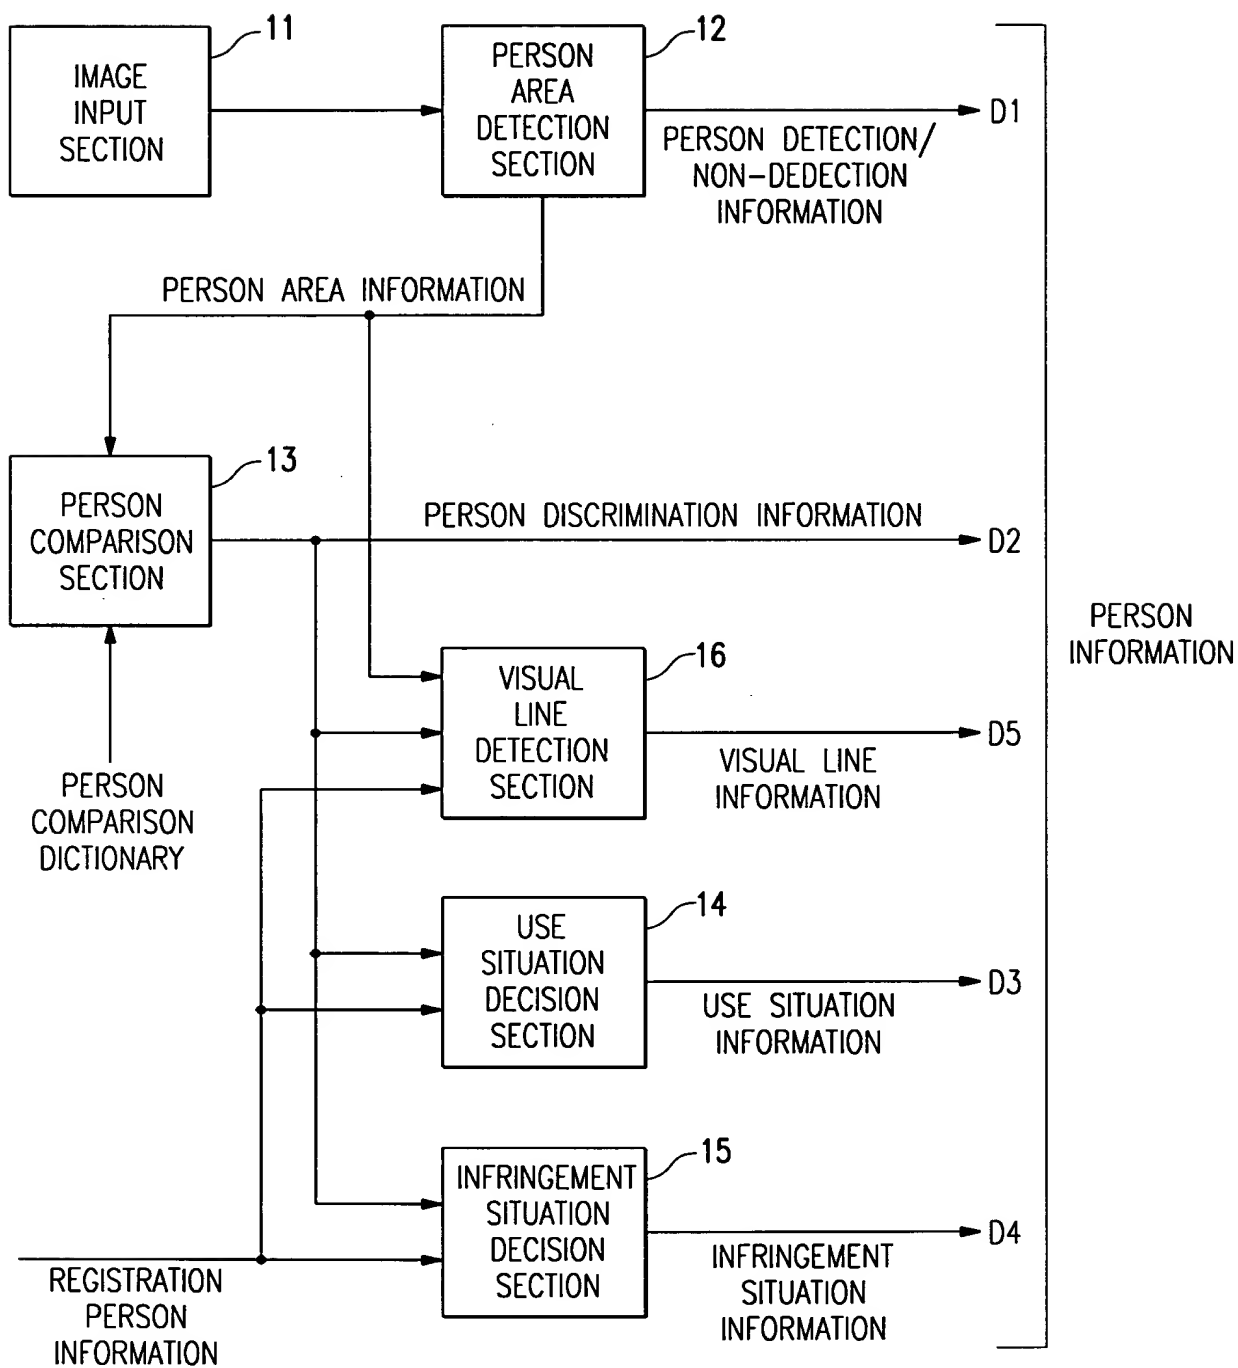 11
IMAGE
INPUT
SECTION
12
PERSON
AREA
DETECTION
SECTION
D1
PERSON DETECTION/
NON-DEDECTION
INFORMATION
PERSON AREA INFORMATION
13
PERSON
COMPARISON
SECTION
PERSON DISCRIMINATION INFORMATION
D2
PERSON
INFORMATION
PERSON
COMPARISON
DICTIONARY
16
VISUAL
LINE
DETECTION
SECTION
D5
VISUAL LINE
INFORMATION
14
USE
SITUATION
DECISION
SECTION
D3
USE SITUATION
INFORMATION
15
INFRINGEMENT
SITUATION
DECISION
SECTION
D4
INFRINGEMENT
SITUATION
INFORMATION
REGISTRATION
PERSON
INFORMATION